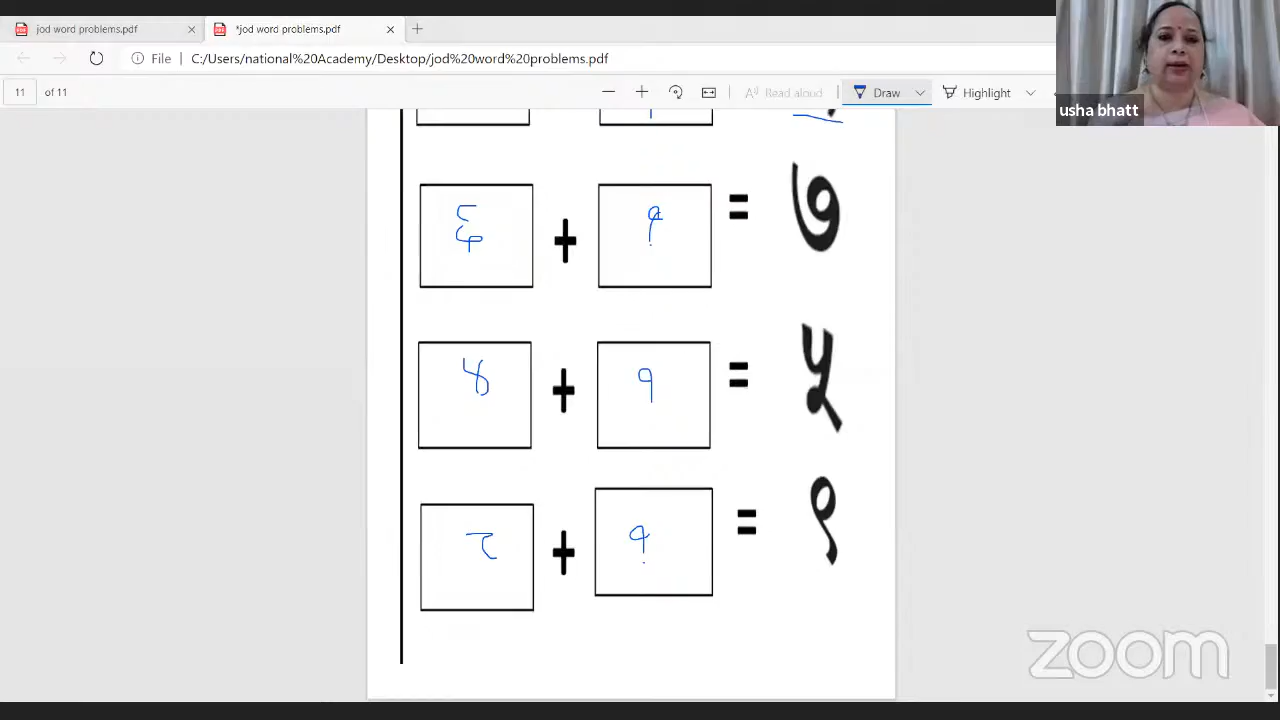 jod word problems.pdf
*jod word problems.pdf
File C:/Users/national%20Academy/Desktop/jod%20word%20problems.pdf
11 of 11
Read aloud Draw Highlight
usha bhatt
६ + १ = ७
४ + १ = ५
८ + १ = ९
zoom